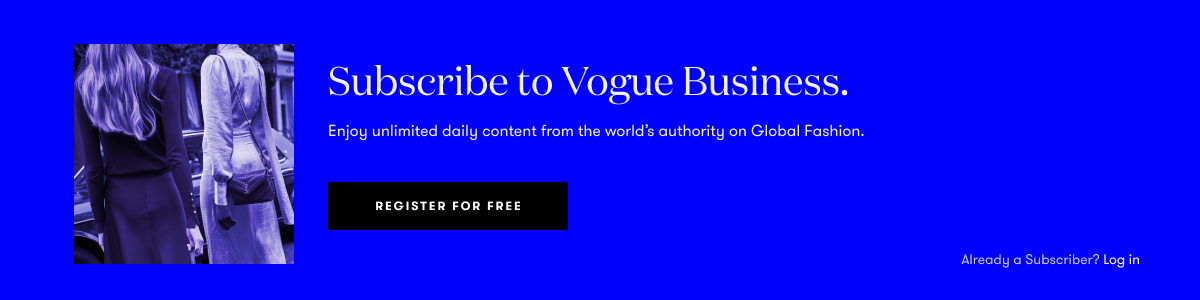 Subscribe to Vogue Business.
Enjoy unlimited daily content from the world’s authority on Global Fashion.
REGISTER FOR FREE
Already a Subscriber? Log in